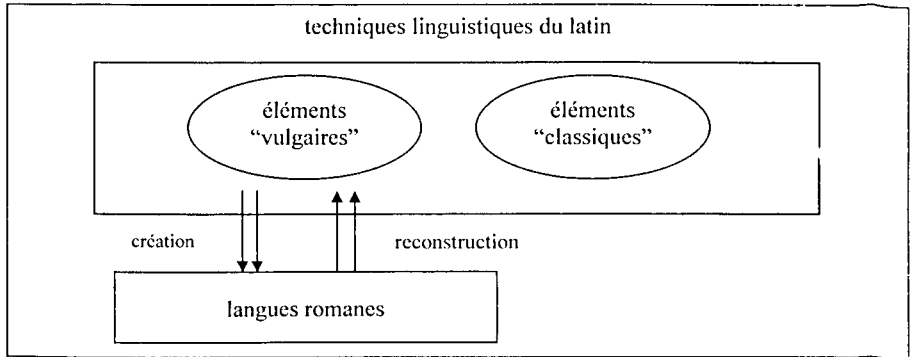 techniques linguistiques du latin
éléments
“vulgaires”
éléments
“classiques”
création
reconstruction
langues romanes